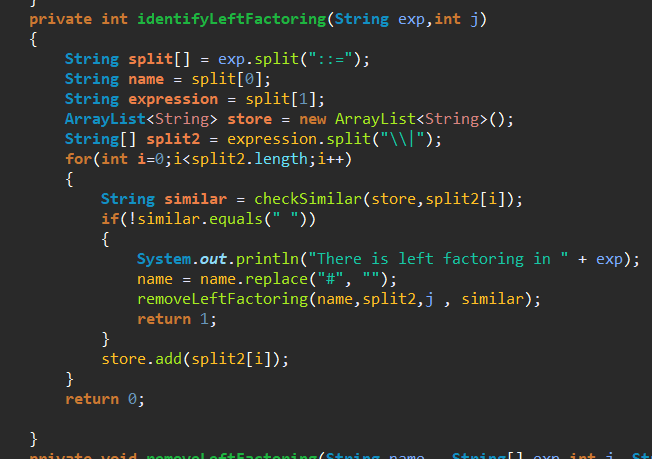 }
private int identifyLeftFactoring(String exp,int j)
{
String split[] = exp.split("::=");
String name = split[0];
String expression = split[1];
ArrayList<String> store = new ArrayList<String>();
String[] split2 = expression.split("\\|");
for(int i=0;i<split2.length;i++)
{
String similar = checkSimilar(store,split2[i]);
if(!similar.equals(" "))
{
System.out.println("There is left factoring in " + exp);
name = name.replace("#", "");
removeLeftFactoring(name,split2,j , similar);
return 1;
}
store.add(split2[i]);
}
return 0;
}
private void removeLeftFactoring(String name , String[] exp,int j, St